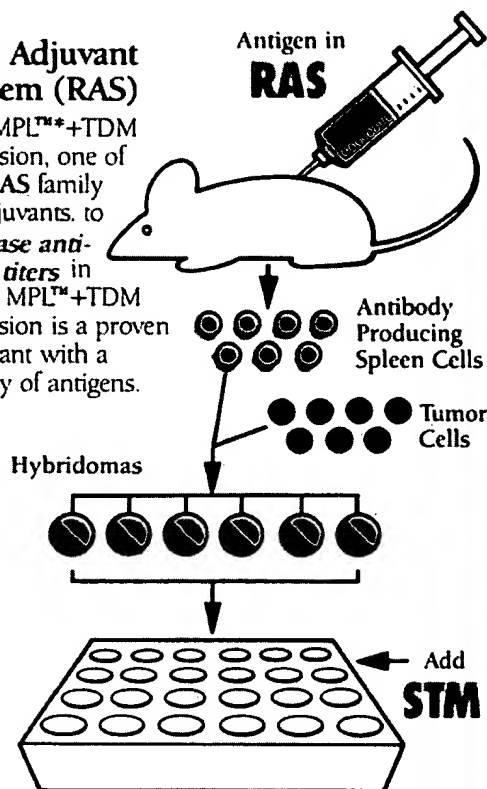 Adjuvant
em (RAS)
MPL™*+TDM
sion, one of
AS family
juvants. to
ase anti-
titers in
MPL™+TDM
sion is a proven
ant with a
y of antigens.
Antigen in
RAS
Antibody
Producing
Spleen Cells
Tumor
Cells
Hybridomas
Add
STM